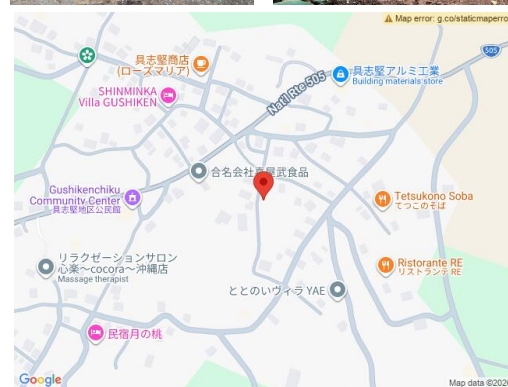 Map error: g.co/staticmaperro
具志堅商店
(ローズマリア)
SHINMINKA
Villa GUSHIKEN
Nat'l Rte 505
505
具志堅アルミ工業
Building materials store
Gushikenchiku
Community Center
具志堅地区公民館
合名会社
屋武食品
Tetsukono Soba
てつこのそば
リラクゼーションサロン
心楽~cocora~沖縄店
Massage therapist
Ristorante RE
リストランテ RE
ととのいヴィラ YAE
民宿月の桃
Google
Map data ©2026